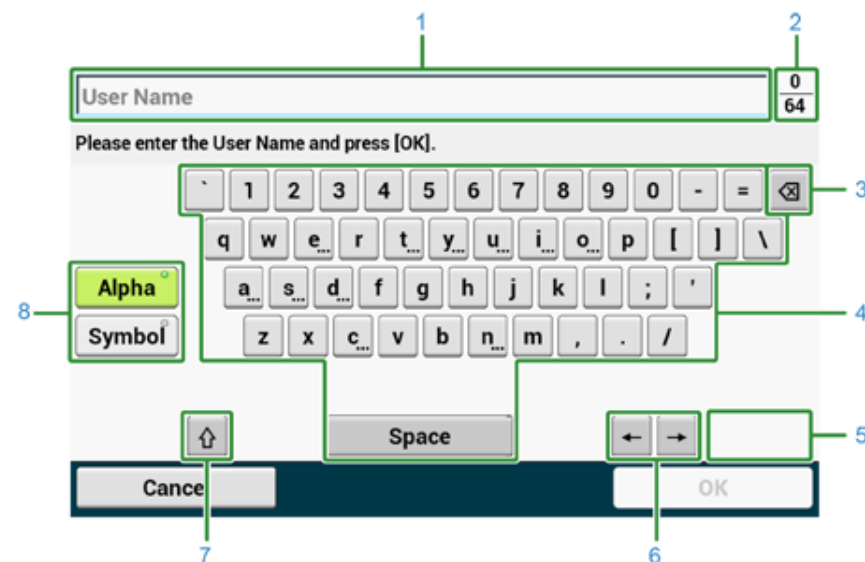 1 2
User Name 0
64
Please enter the User Name and press [OK].
` 1 2 3 4 5 6 7 8 9 0 - = 3
q w e... r t... y... u... i... o... p [ ] \
Alpha a... s... d... f g h j k l ; '
8 4
Symbol z x c... v b n... m , . /
Space ← → 5
Cancel OK
7 6